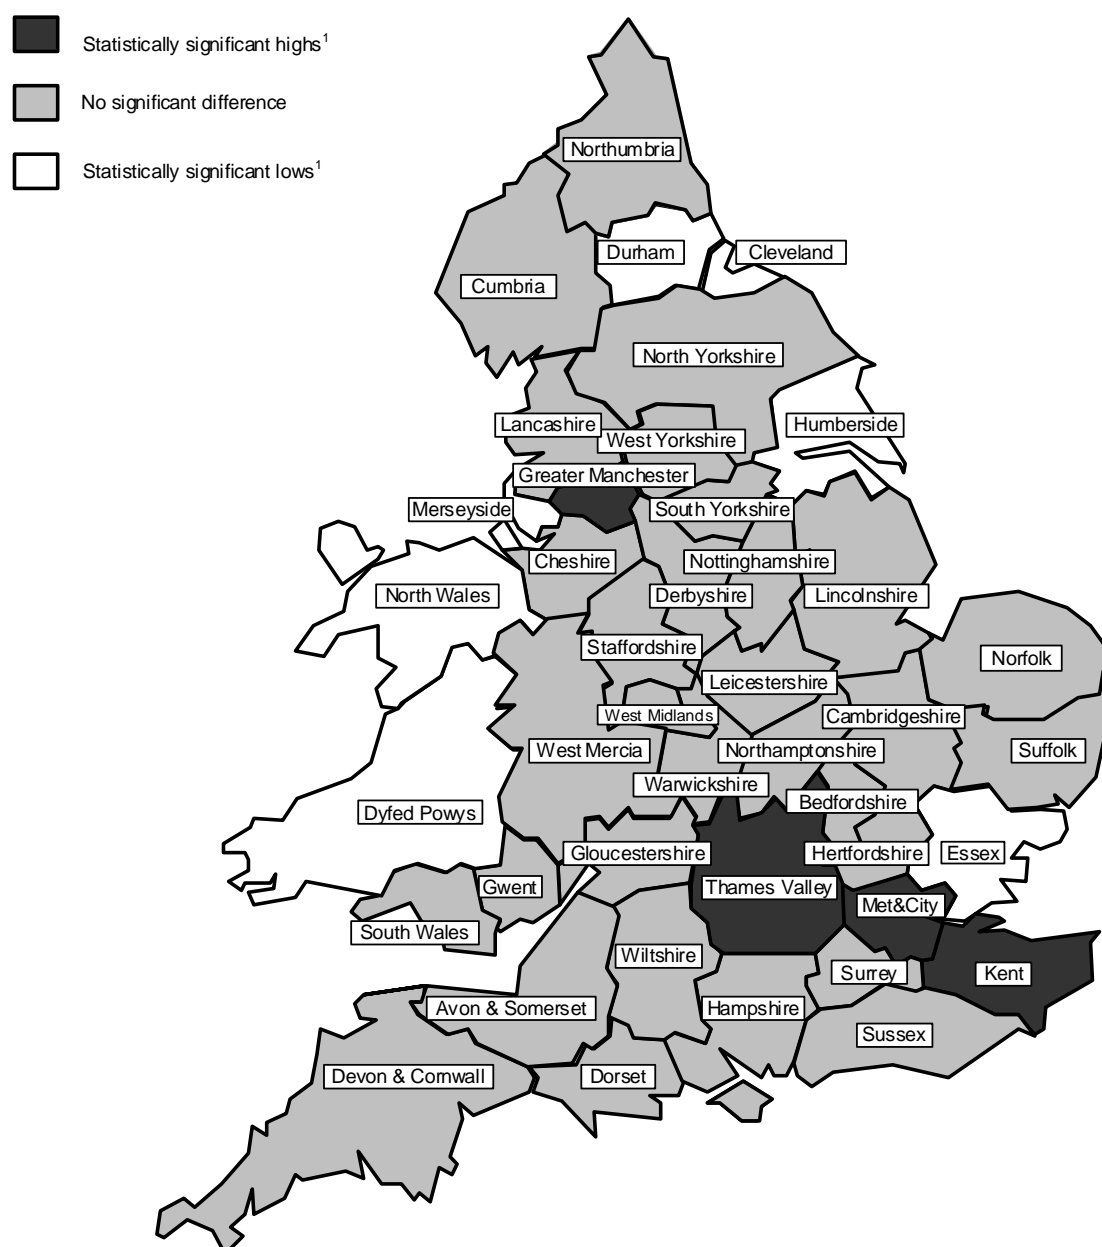 Statistically significant highs1
No significant difference
Statistically significant lows1
Northumbria
Durham
Cleveland
Cumbria
North Yorkshire
Lancashire
Humberside
West Yorkshire
Greater Manchester
Merseyside
South Yorkshire
Cheshire
Nottinghamshire
North Wales
Derbyshire
Lincolnshire
Staffordshire
Norfolk
Leicestershire
West Midlands
Cambridgeshire
West Mercia
Northamptonshire
Suffolk
Warwickshire
Bedfordshire
Dyfed Powys
Gloucestershire
Hertfordshire
Essex
Gwent
Thames Valley
Met&City
South Wales
Wiltshire
Surrey
Kent
Avon & Somerset
Hampshire
Sussex
Devon & Cornwall
Dorset